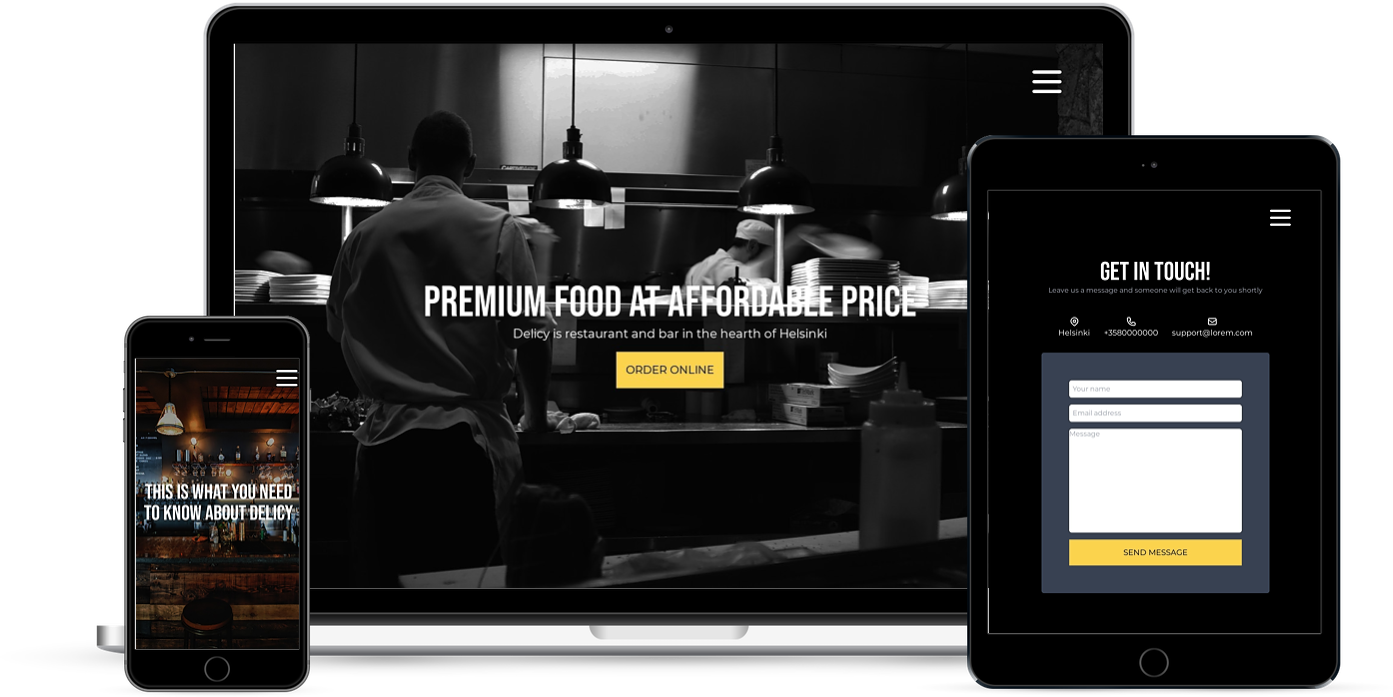 PREMIUM FOOD AT AFFORDABLE PRICE
Delicy is restaurant and bar in the hearth of Helsinki
ORDER ONLINE
THIS IS WHAT YOU NEED
TO KNOW ABOUT DELICY
GET IN TOUCH!
Leave us a message and someone will get back to you shortly
Helsinki +3580000000 support@lorem.com
Your name
Email address
Message
SEND MESSAGE